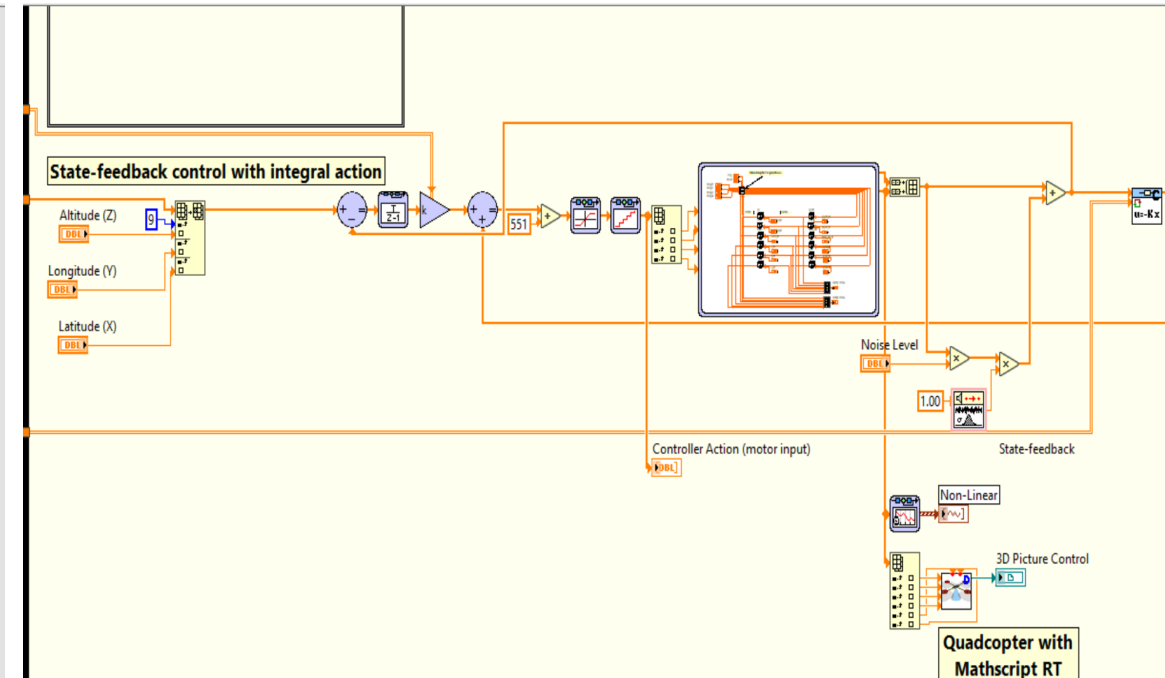 State-feedback control with integral action
Altitude (Z)
DBL
9
Longitude (Y)
DBL
Latitude (X)
DBL
T
z-1
k
551
Noise Level
DBL
1.00
u=-Kx
State-feedback
Controller Action (motor input)
DBL
Non-Linear
3D Picture Control
Quadcopter with
Mathscript RT